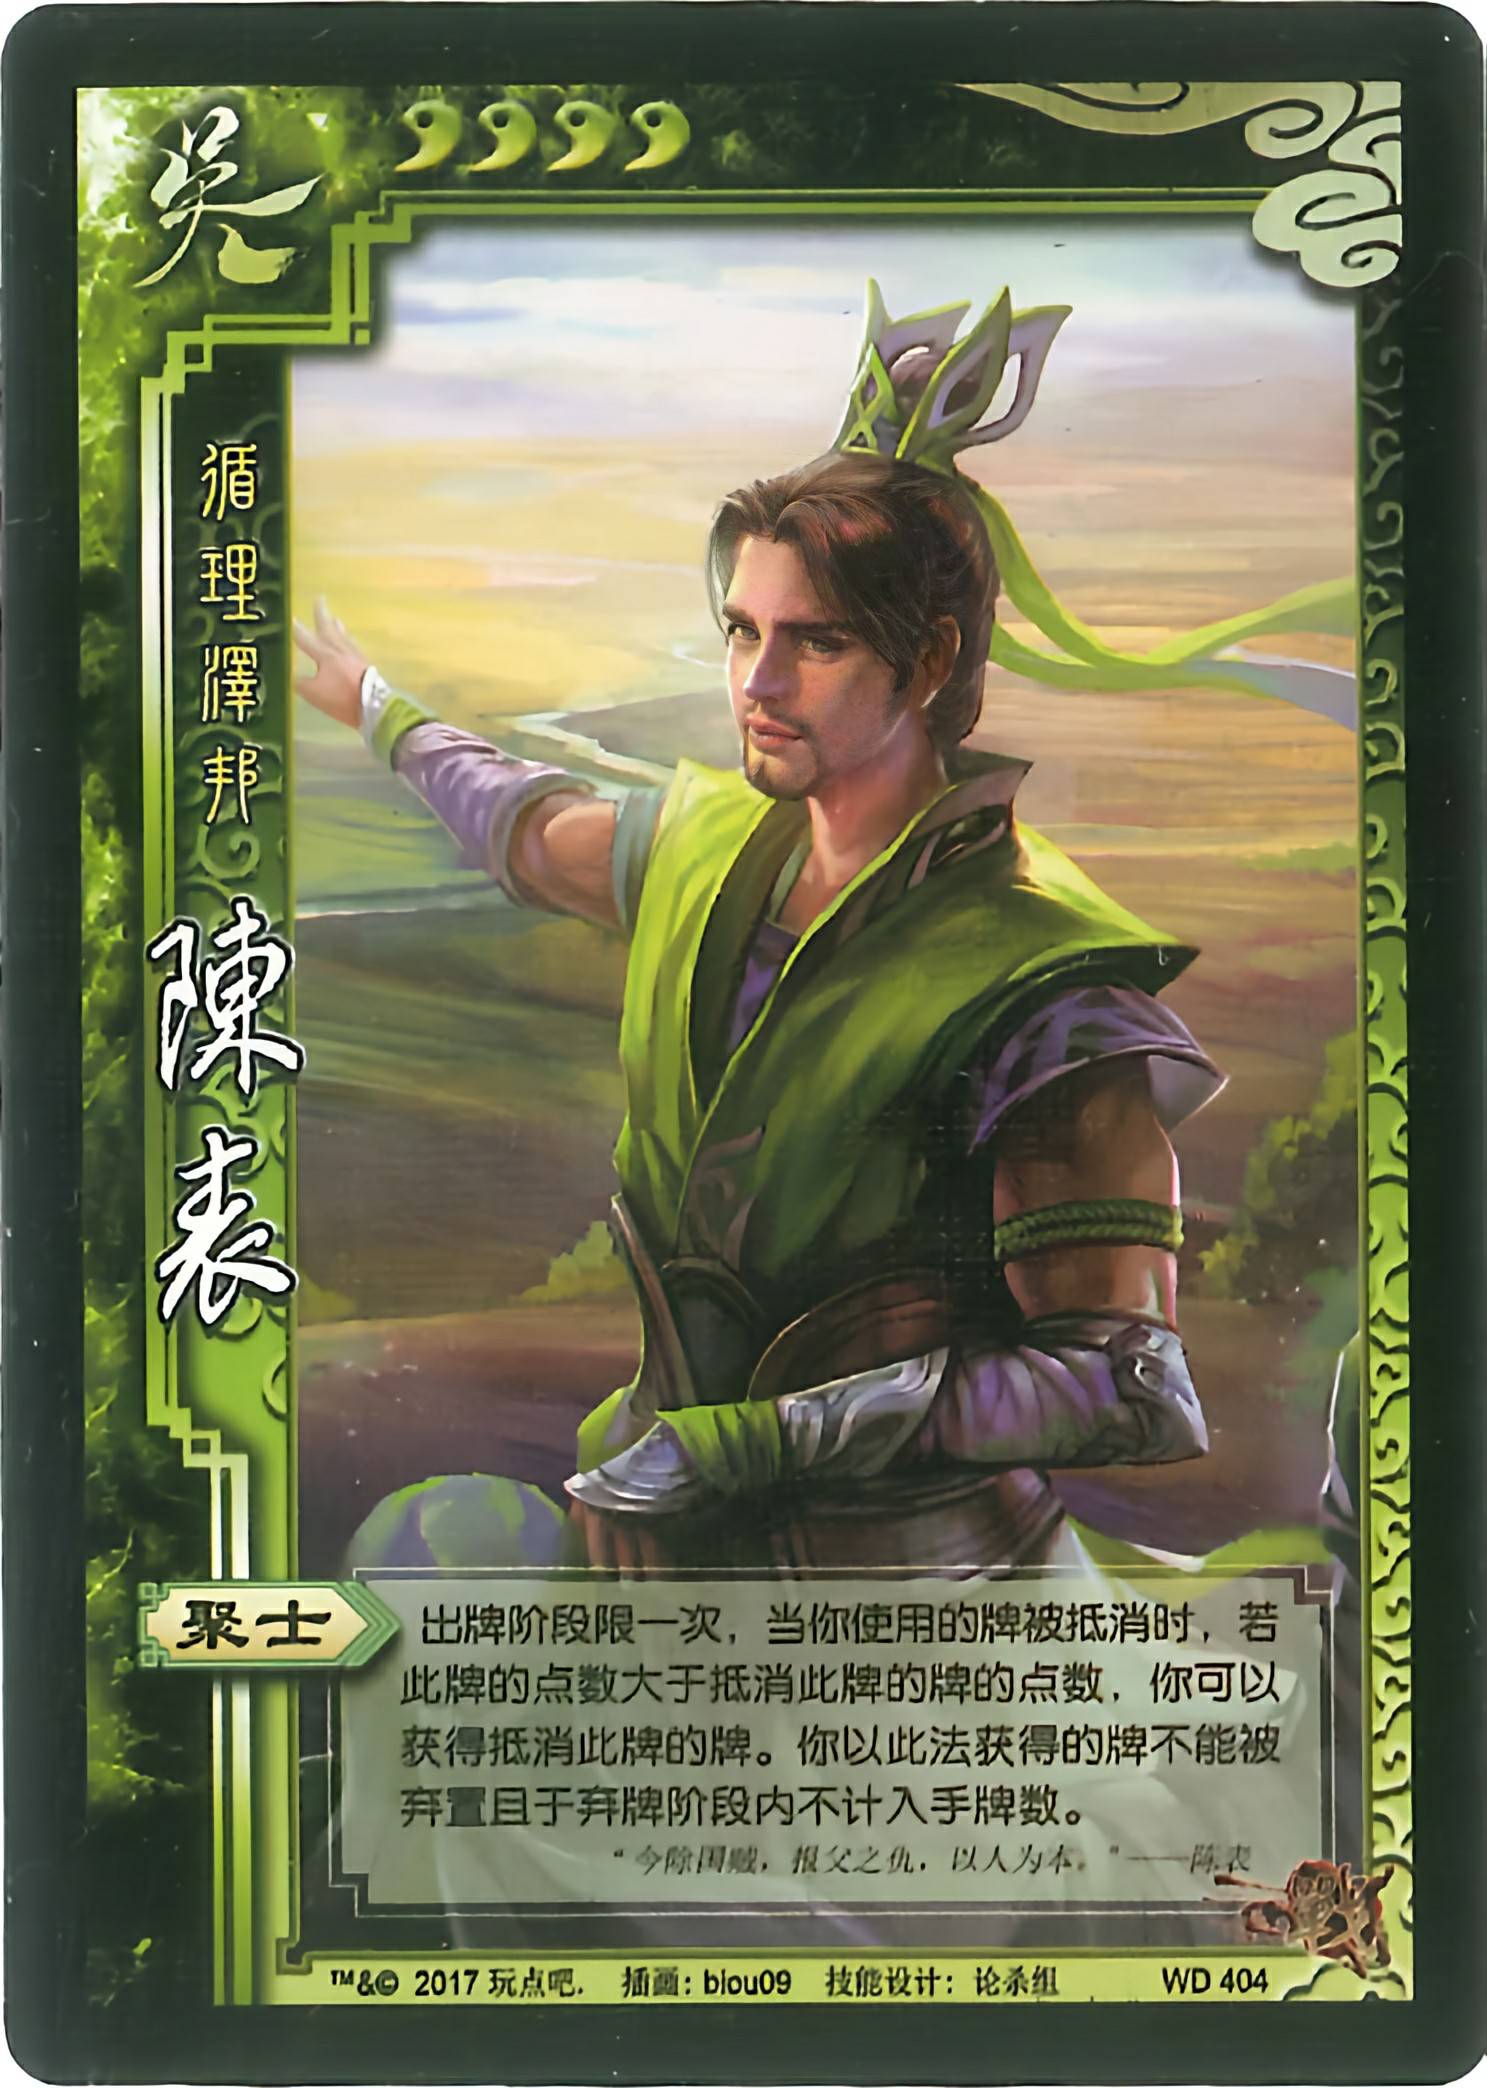 吴
循理澤邦
陳表
聚士
出牌阶段限一次，当你使用的牌被抵消时，若
此牌的点数大于抵消此牌的牌的点数，你可以
获得抵消此牌的牌。你以此法获得的牌不能被
弃置且于弃牌阶段内不计入手牌数。
“今除国贼，报父之仇，以人为本。”——陈表
戰
™&© 2017 玩点吧. 插画：biou09 技能设计：论杀组 WD 404